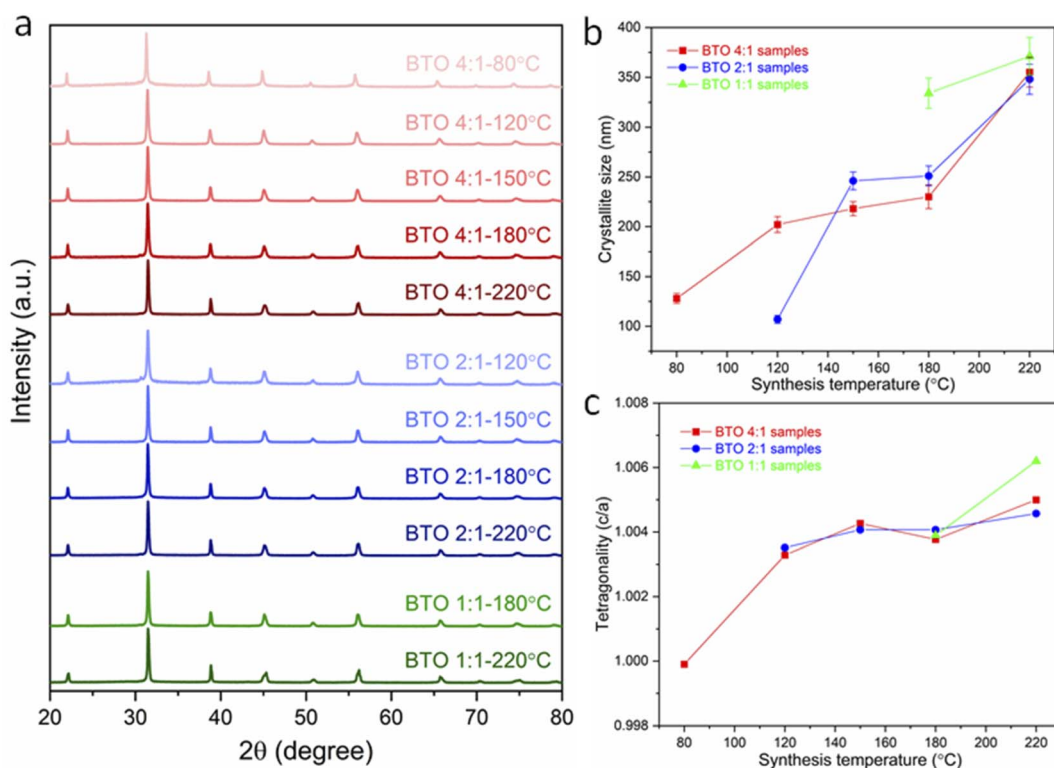 a
BTO 4:1-80°C
BTO 4:1-120°C
BTO 4:1-150°C
BTO 4:1-180°C
BTO 4:1-220°C
BTO 2:1-120°C
BTO 2:1-150°C
BTO 2:1-180°C
BTO 2:1-220°C
BTO 1:1-180°C
BTO 1:1-220°C
Intensity (a.u.)
20 30 40 50 60 70 80
2θ (degree)
b
BTO 4:1 samples
BTO 2:1 samples
BTO 1:1 samples
400
350
300
250
200
150
100
Crystallite size (nm)
80 100 120 140 160 180 200 220
Synthesis temperature (°C)
c
BTO 4:1 samples
BTO 2:1 samples
BTO 1:1 samples
1.008
1.006
1.004
1.002
1.000
0.998
Tetragonality (c/a)
80 100 120 140 160 180 200 220
Synthesis temperature (°C)